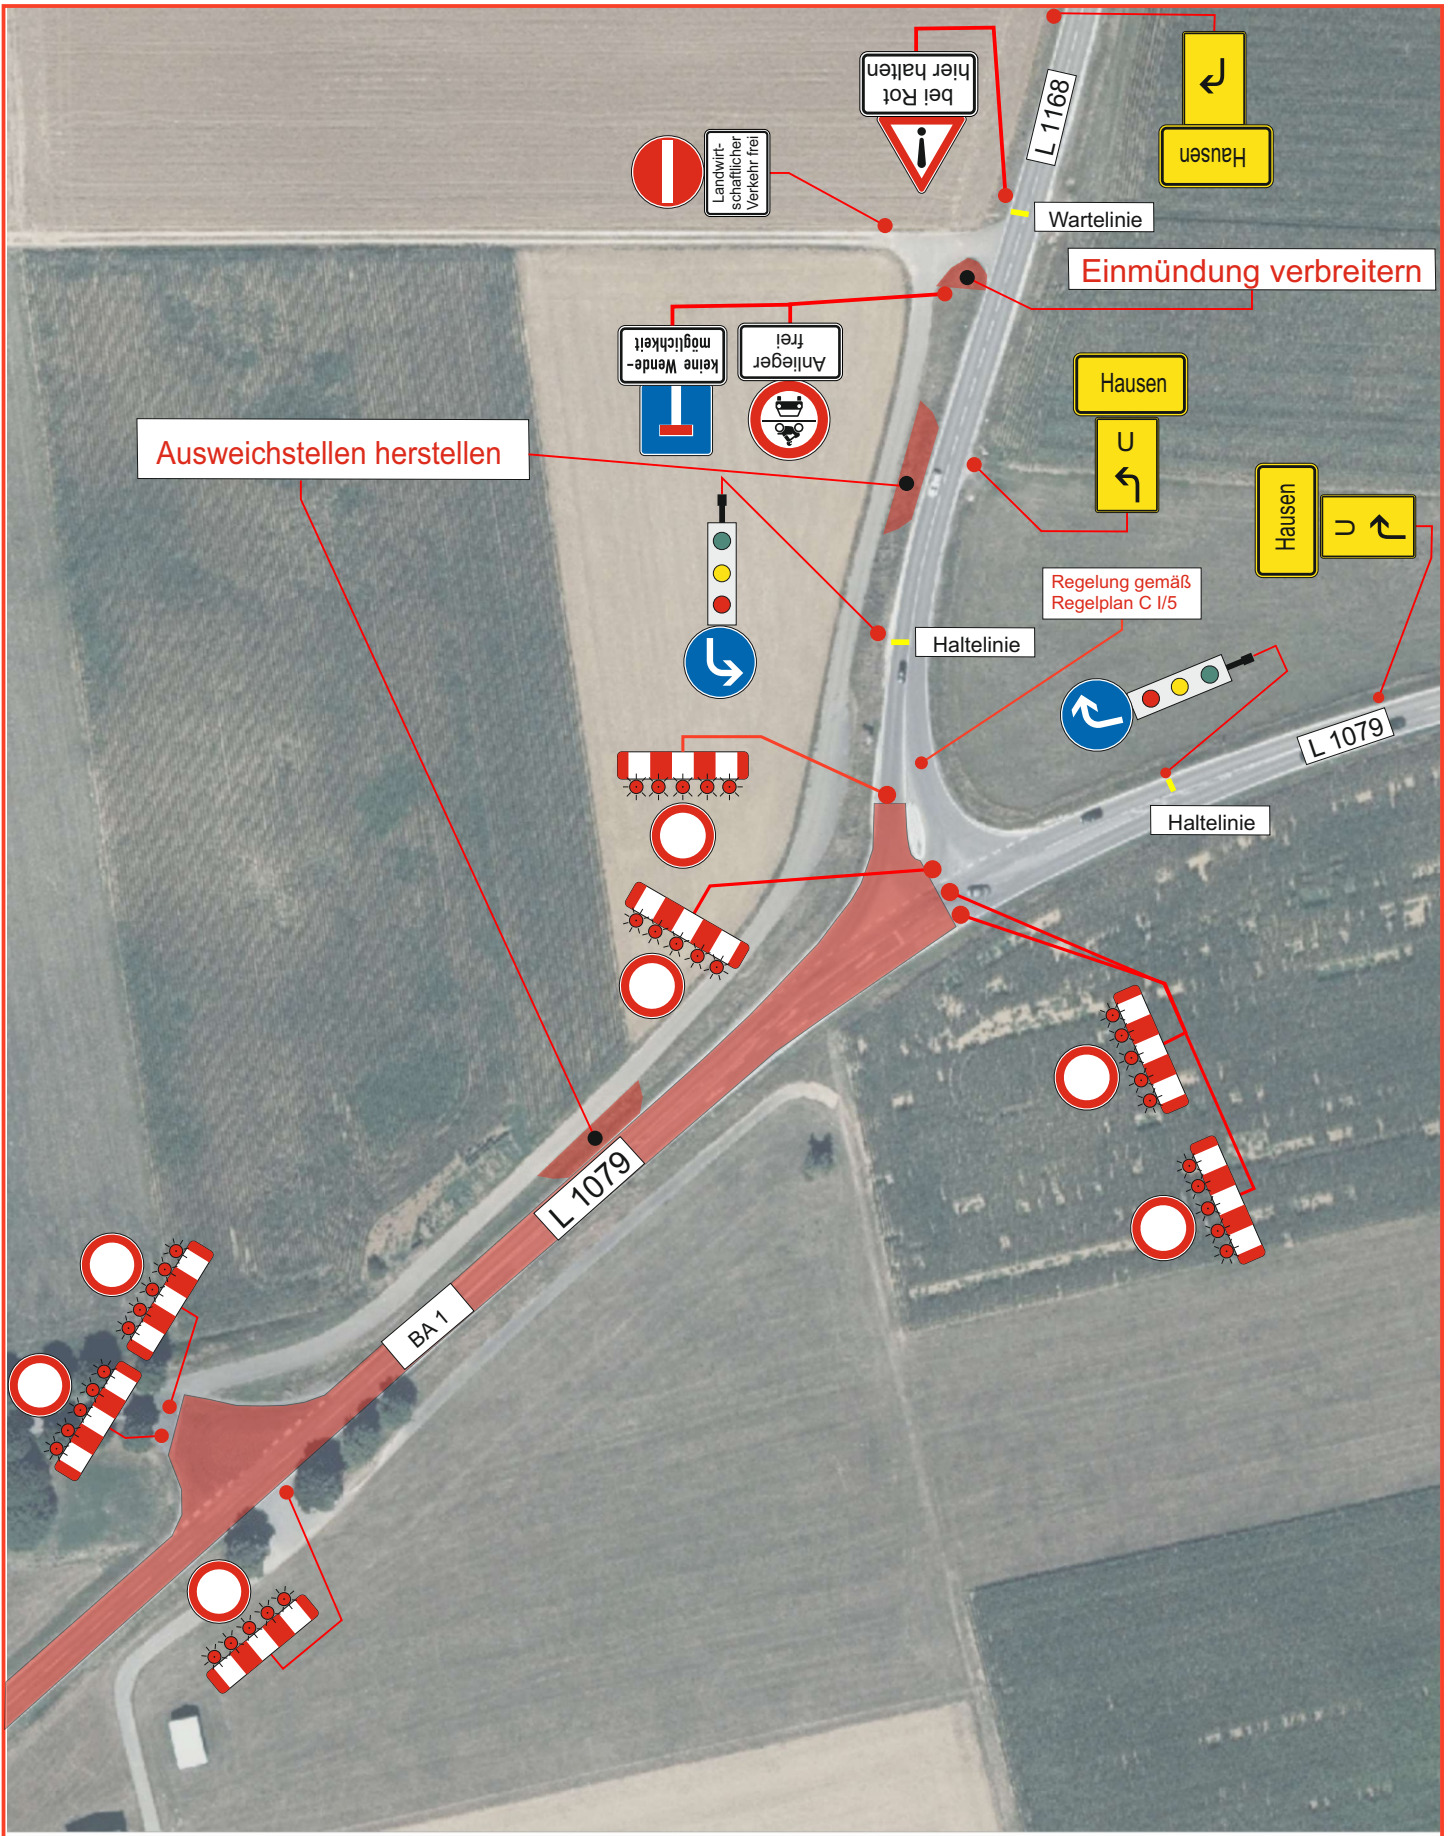 bei Rot
hier halten
L 1168
Hausen
Landwirt-
schaftlicher
Verkehr frei
Wartelinie
Einmündung verbreitern
keine Wende-
möglichkeit
Anlieger
frei
Hausen
U
Ausweichstellen herstellen
Hausen
U
Regelung gemäß
Regelplan C I/5
Haltelinie
L 1079
Haltelinie
L 1079
BA 1